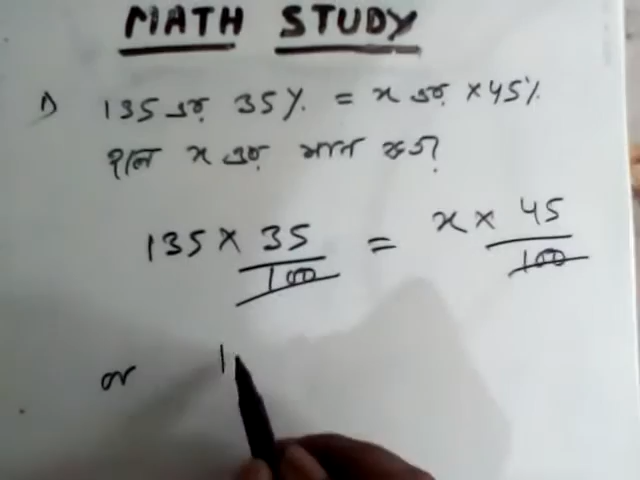 MATH STUDY
1) 135 এর 35% = x এর × 45%
হলে x এর মান কত?
135 × 35/100 = x × 45/100
or 1